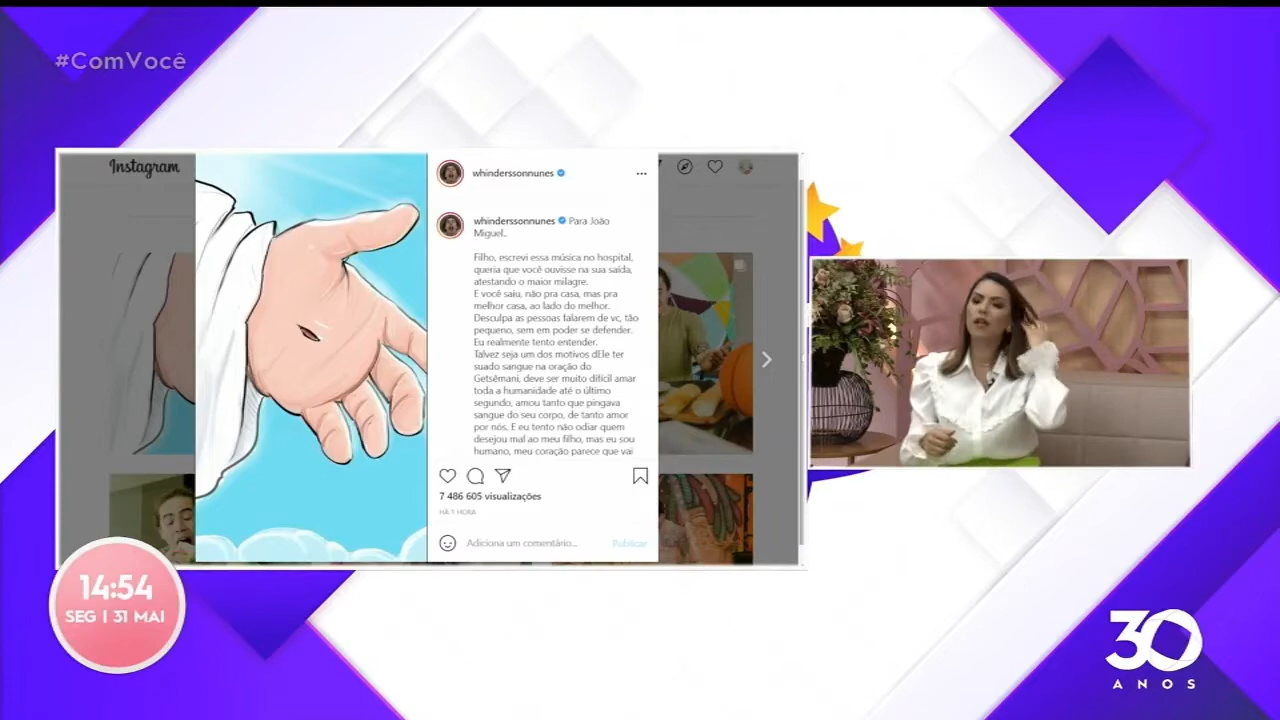 #ComVocê
Instagram
whinderssonnunes
whinderssonnunes Para João
Miguel..
Filho, escrevi essa música no hospital,
queria que você ouvisse na sua saída,
atestando o maior milagre.
E você saiu, não pra casa, mas pra
melhor casa, ao lado do melhor.
Desculpa as pessoas falarem de vc, tão
pequeno, sem em poder se defender.
Eu realmente tento entender.
Talvez seja um dos motivos dEle ter
suado sangue na oração do
Getsêmani, deve ser muito difícil amar
toda a humanidade até o último
segundo, amou tanto que pingava
sangue do seu corpo, de tanto amor
por nós. E eu tento não odiar quem
desejou mal ao meu filho, mas eu sou
humano, meu coração parece que vai
7 486 605 visualizações
HÁ 1 HORA
Adiciona um comentário...
Publicar
14:54
SEG | 31 MAI
30
ANOS